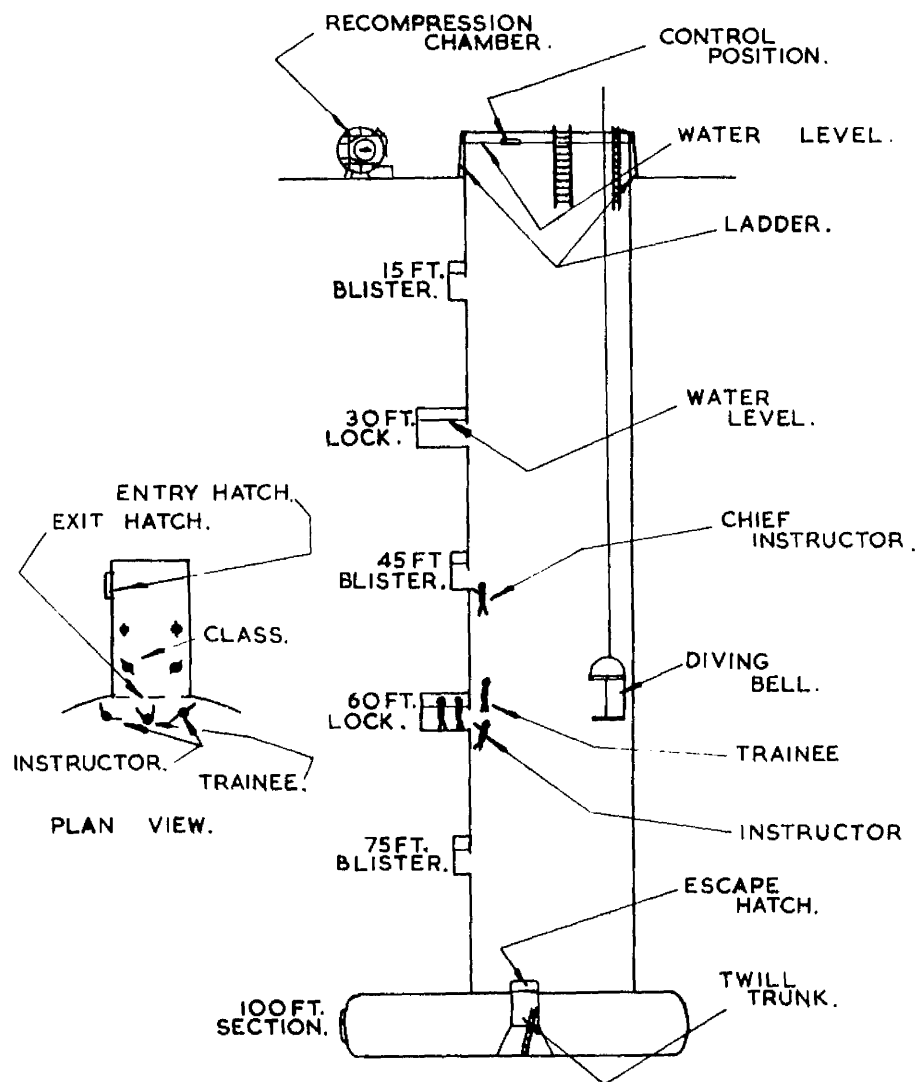 RECOMPRESSION
CHAMBER.
CONTROL
POSITION.
WATER LEVEL.
LADDER.
15 FT.
BLISTER.
30 FT.
LOCK.
WATER
LEVEL.
ENTRY HATCH.
EXIT HATCH.
CHIEF
INSTRUCTOR.
45 FT
BLISTER.
CLASS.
DIVING
BELL.
60 FT.
LOCK.
INSTRUCTOR.
TRAINEE.
TRAINEE
PLAN VIEW.
INSTRUCTOR
75 FT.
BLISTER.
ESCAPE
HATCH.
TWILL
TRUNK.
100 FT.
SECTION.